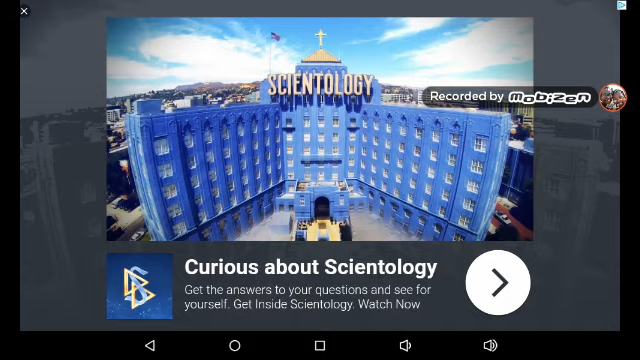 SCIENTOLOGY
Recorded by mobizen
Curious about Scientology
Get the answers to your questions and see for
yourself. Get Inside Scientology. Watch Now